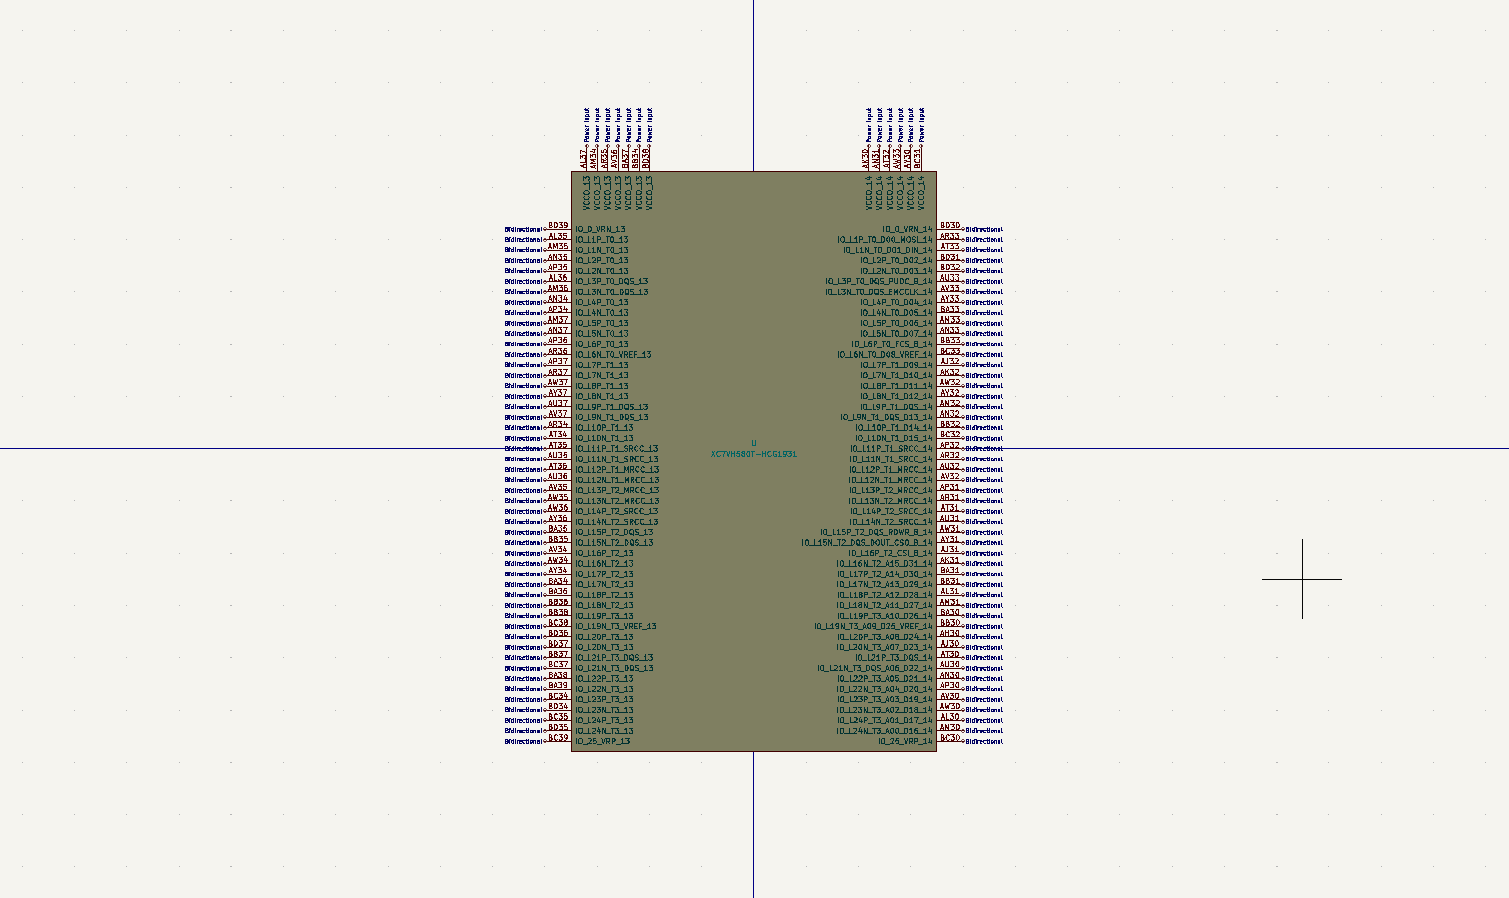 Power Input AL37 VCCO_13
Power Input AM34 VCCO_13
Power Input AR35 VCCO_13
Power Input AV36 VCCO_13
Power Input BA37 VCCO_13
Power Input BB34 VCCO_13
Power Input BD38 VCCO_13
Power Input AK30 VCCO_14
Power Input AN31 VCCO_14
Power Input AT32 VCCO_14
Power Input AW33 VCCO_14
Power Input AY30 VCCO_14
Power Input BC31 VCCO_14
Bidirectional BD39 IO_0_VRN_13
Bidirectional AL35 IO_L1P_T0_13
Bidirectional AM35 IO_L1N_T0_13
Bidirectional AN35 IO_L2P_T0_13
Bidirectional AP35 IO_L2N_T0_13
Bidirectional AL36 IO_L3P_T0_DQS_13
Bidirectional AM36 IO_L3N_T0_DQS_13
Bidirectional AN34 IO_L4P_T0_13
Bidirectional AP34 IO_L4N_T0_13
Bidirectional AM37 IO_L5P_T0_13
Bidirectional AN37 IO_L5N_T0_13
Bidirectional AP36 IO_L6P_T0_13
Bidirectional AR36 IO_L6N_T0_VREF_13
Bidirectional AP37 IO_L7P_T1_13
Bidirectional AR37 IO_L7N_T1_13
Bidirectional AW37 IO_L8P_T1_13
Bidirectional AY37 IO_L8N_T1_13
Bidirectional AU37 IO_L9P_T1_DQS_13
Bidirectional AV37 IO_L9N_T1_DQS_13
Bidirectional AR34 IO_L10P_T1_13
Bidirectional AT34 IO_L10N_T1_13
Bidirectional AT35 IO_L11P_T1_SRCC_13
Bidirectional AU35 IO_L11N_T1_SRCC_13
Bidirectional AT36 IO_L12P_T1_MRCC_13
Bidirectional AU36 IO_L12N_T1_MRCC_13
Bidirectional AV35 IO_L13P_T2_MRCC_13
Bidirectional AW35 IO_L13N_T2_MRCC_13
Bidirectional AW36 IO_L14P_T2_SRCC_13
Bidirectional AY36 IO_L14N_T2_SRCC_13
Bidirectional BA35 IO_L15P_T2_DQS_13
Bidirectional BB35 IO_L15N_T2_DQS_13
Bidirectional AV34 IO_L16P_T2_13
Bidirectional AW34 IO_L16N_T2_13
Bidirectional AY34 IO_L17P_T2_13
Bidirectional BA34 IO_L17N_T2_13
Bidirectional BA36 IO_L18P_T2_13
Bidirectional BB36 IO_L18N_T2_13
Bidirectional BB38 IO_L19P_T3_13
Bidirectional BC38 IO_L19N_T3_VREF_13
Bidirectional BD36 IO_L20P_T3_13
Bidirectional BD37 IO_L20N_T3_13
Bidirectional BB37 IO_L21P_T3_DQS_13
Bidirectional BC37 IO_L21N_T3_DQS_13
Bidirectional BA38 IO_L22P_T3_13
Bidirectional BA39 IO_L22N_T3_13
Bidirectional BC34 IO_L23P_T3_13
Bidirectional BD34 IO_L23N_T3_13
Bidirectional BC35 IO_L24P_T3_13
Bidirectional BD35 IO_L24N_T3_13
Bidirectional BC39 IO_25_VRP_13
U
XC7VH580T-HCG1931
IO_0_VRN_14 BD30 Bidirectional
IO_L1P_T0_D00_MOSI_14 AR33 Bidirectional
IO_L1N_T0_D01_DIN_14 AT33 Bidirectional
IO_L2P_T0_D02_14 BD31 Bidirectional
IO_L2N_T0_D03_14 BD32 Bidirectional
IO_L3P_T0_DQS_PUDC_B_14 AU33 Bidirectional
IO_L3N_T0_DQS_EMCCLK_14 AV33 Bidirectional
IO_L4P_T0_D04_14 AY33 Bidirectional
IO_L4N_T0_D05_14 BA33 Bidirectional
IO_L5P_T0_D06_14 AM33 Bidirectional
IO_L5N_T0_D07_14 AN33 Bidirectional
IO_L6P_T0_FCS_B_14 BB33 Bidirectional
IO_L6N_T0_D08_VREF_14 BC33 Bidirectional
IO_L7P_T1_D09_14 AJ32 Bidirectional
IO_L7N_T1_D10_14 AK32 Bidirectional
IO_L8P_T1_D11_14 AW32 Bidirectional
IO_L8N_T1_D12_14 AY32 Bidirectional
IO_L9P_T1_DQS_14 AM32 Bidirectional
IO_L9N_T1_DQS_D13_14 AN32 Bidirectional
IO_L10P_T1_D14_14 BB32 Bidirectional
IO_L10N_T1_D15_14 BC32 Bidirectional
IO_L11P_T1_SRCC_14 AP32 Bidirectional
IO_L11N_T1_SRCC_14 AR32 Bidirectional
IO_L12P_T1_MRCC_14 AU32 Bidirectional
IO_L12N_T1_MRCC_14 AV32 Bidirectional
IO_L13P_T2_MRCC_14 AP31 Bidirectional
IO_L13N_T2_MRCC_14 AR31 Bidirectional
IO_L14P_T2_SRCC_14 AT31 Bidirectional
IO_L14N_T2_SRCC_14 AU31 Bidirectional
IO_L15P_T2_DQS_RDWR_B_14 AW31 Bidirectional
IO_L15N_T2_DQS_DOUT_CSO_B_14 AY31 Bidirectional
IO_L16P_T2_CSI_B_14 AJ31 Bidirectional
IO_L16N_T2_A15_D31_14 AK31 Bidirectional
IO_L17P_T2_A14_D30_14 BA31 Bidirectional
IO_L17N_T2_A13_D29_14 BB31 Bidirectional
IO_L18P_T2_A12_D28_14 AL31 Bidirectional
IO_L18N_T2_A11_D27_14 AM31 Bidirectional
IO_L19P_T3_A10_D26_14 BA30 Bidirectional
IO_L19N_T3_A09_D25_VREF_14 BB30 Bidirectional
IO_L20P_T3_A08_D24_14 AH30 Bidirectional
IO_L20N_T3_A07_D23_14 AJ30 Bidirectional
IO_L21P_T3_DQS_14 AT30 Bidirectional
IO_L21N_T3_DQS_A06_D22_14 AU30 Bidirectional
IO_L22P_T3_A05_D21_14 AN30 Bidirectional
IO_L22N_T3_A04_D20_14 AP30 Bidirectional
IO_L23P_T3_A03_D19_14 AV30 Bidirectional
IO_L23N_T3_A02_D18_14 AW30 Bidirectional
IO_L24P_T3_A01_D17_14 AL30 Bidirectional
IO_L24N_T3_A00_D16_14 AM30 Bidirectional
IO_25_VRP_14 BC30 Bidirectional